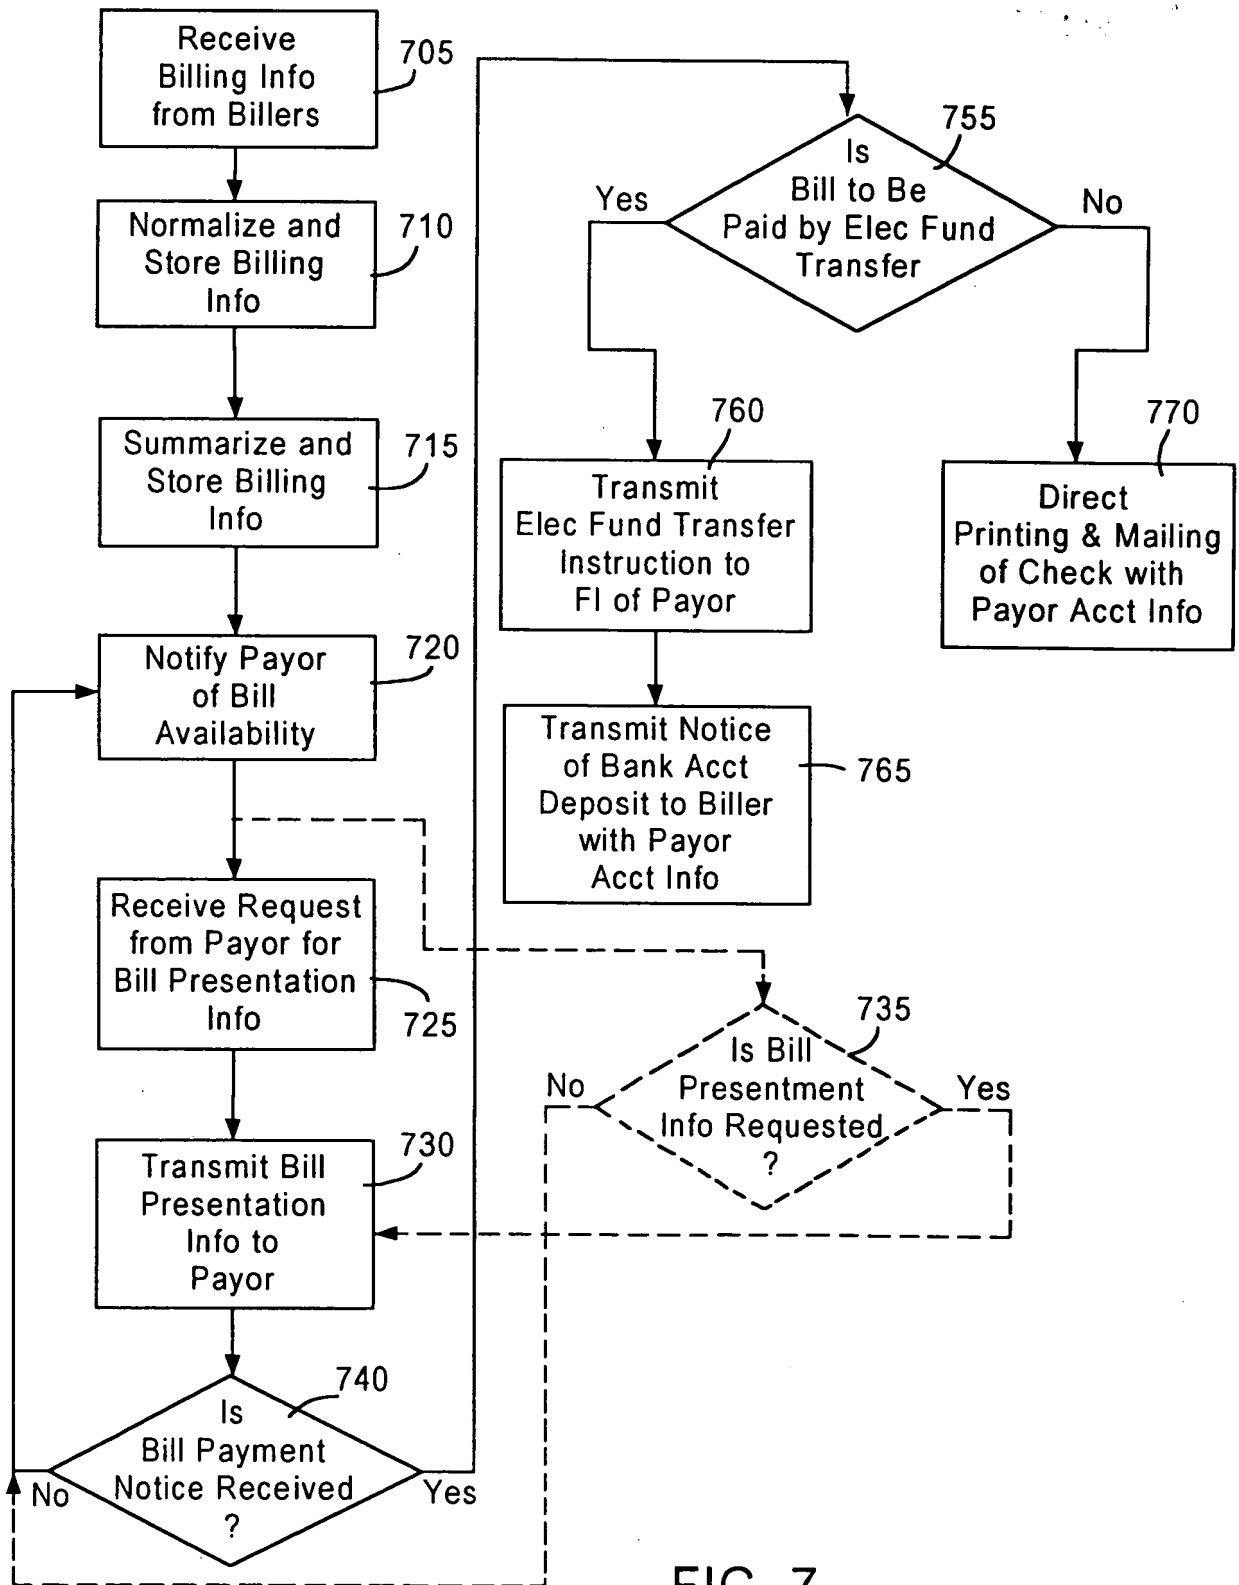 Receive
Billing Info
from Billers
705
Normalize and
Store Billing
Info
710
Summarize and
Store Billing
Info
715
Notify Payor
of Bill
Availability
720
Receive Request
from Payor for
Bill Presentation
Info
725
Transmit Bill
Presentation
Info to
Payor
730
Is
Bill Payment
Notice Received
?
740
No
Yes
Is
Bill to Be
Paid by Elec Fund
Transfer
755
Yes
No
Transmit
Elec Fund Transfer
Instruction to
FI of Payor
760
Direct
Printing & Mailing
of Check with
Payor Acct Info
770
Transmit Notice
of Bank Acct
Deposit to Biller
with Payor
Acct Info
765
Is Bill
Presentment
Info Requested
?
735
No
Yes
FIG. 7